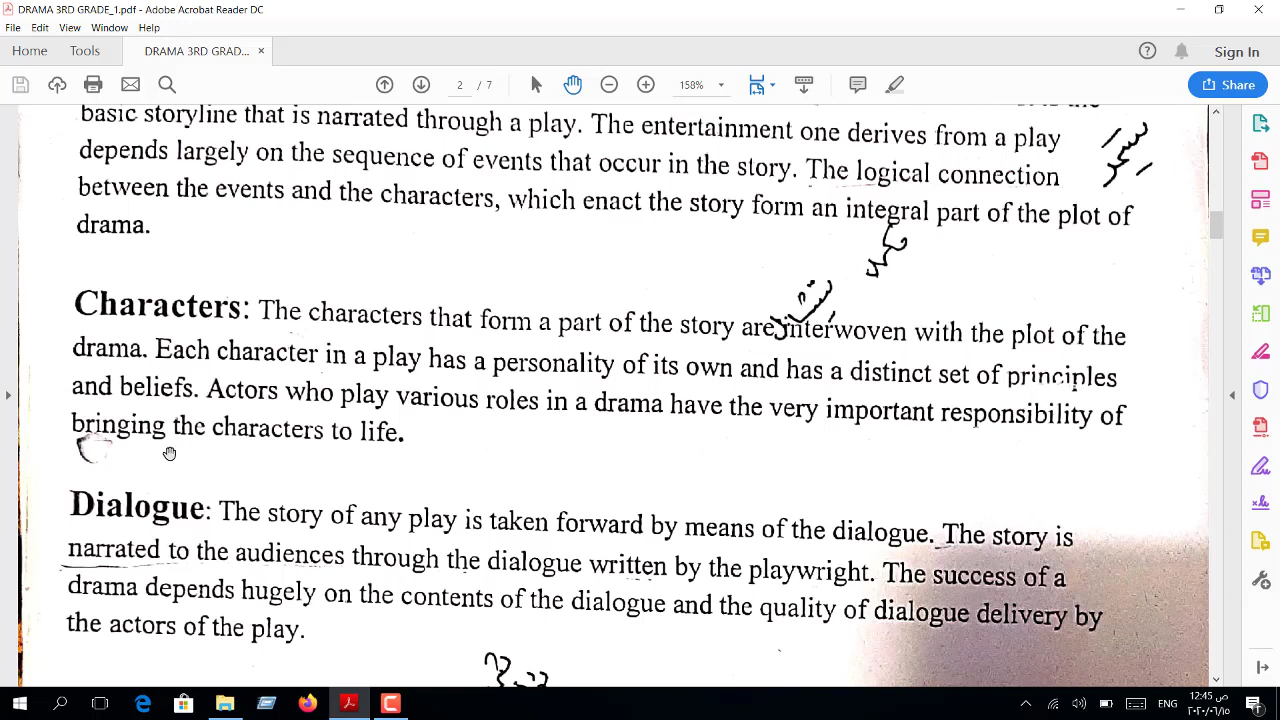 DRAMA 3RD GRADE_1.pdf - Adobe Acrobat Reader DC
File Edit View Window Help
Home Tools DRAMA 3RD GRAD... × Sign In
2 / 7 158% Share
basic storyline that is narrated through a play. The entertainment one derives from a play
depends largely on the sequence of events that occur in the story. The logical connection
between the events and the characters, which enact the story form an integral part of the plot of
drama.
Characters: The characters that form a part of the story are interwoven with the plot of the
drama. Each character in a play has a personality of its own and has a distinct set of principles
and beliefs. Actors who play various roles in a drama have the very important responsibility of
bringing the characters to life.
Dialogue: The story of any play is taken forward by means of the dialogue. The story is
narrated to the audiences through the dialogue written by the playwright. The success of a
drama depends hugely on the contents of the dialogue and the quality of dialogue delivery by
the actors of the play.
ENG 12:45 ص